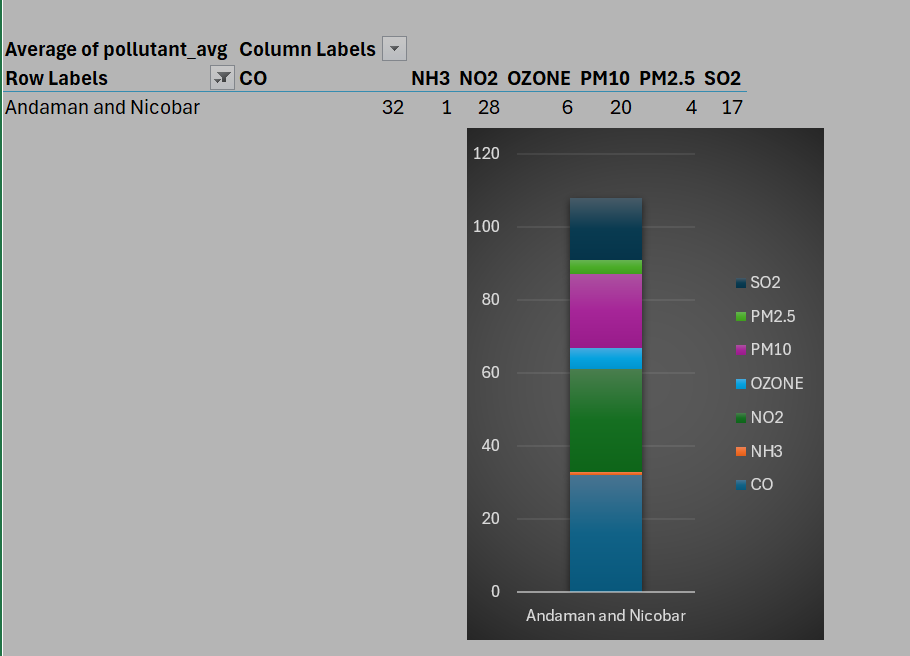 Average of pollutant_avg Column Labels
Row Labels CO NH3 NO2 OZONE PM10 PM2.5 SO2
Andaman and Nicobar 32 1 28 6 20 4 17
120
100
80
60
40
20
0
Andaman and Nicobar
SO2
PM2.5
PM10
OZONE
NO2
NH3
CO